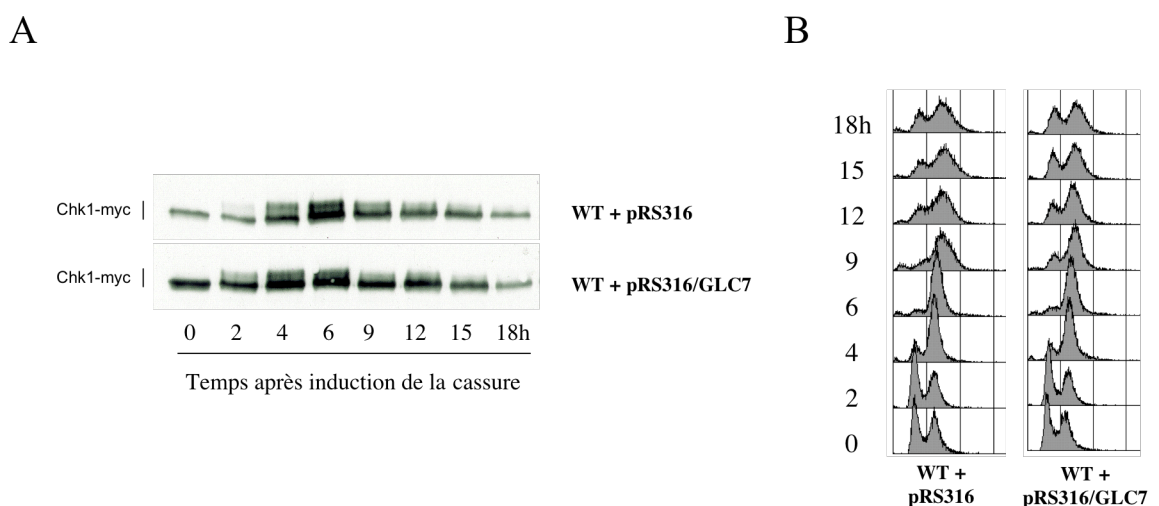 A
B
Chk1-myc
WT + pRS316
Chk1-myc
WT + pRS316/GLC7
0 2 4 6 9 12 15 18h
Temps après induction de la cassure
18h
15
12
9
6
4
2
0
WT +
pRS316
WT +
pRS316/GLC7